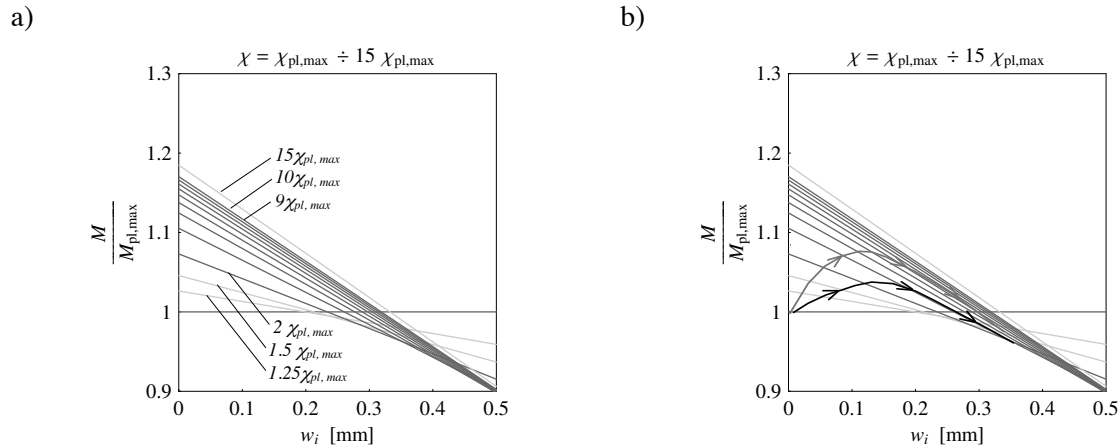 a)
χ = χpl,max ÷ 15 χpl,max
1.3
1.2
1.1
1
0.9
M
Mpl,max
15χpl, max
10χpl, max
9χpl, max
2 χpl, max
1.5χpl, max
1.25χpl, max
0 0.1 0.2 0.3 0.4 0.5
wi [mm]
b)
χ = χpl,max ÷ 15 χpl,max
1.3
1.2
1.1
1
0.9
M
Mpl,max
0 0.1 0.2 0.3 0.4 0.5
wi [mm]